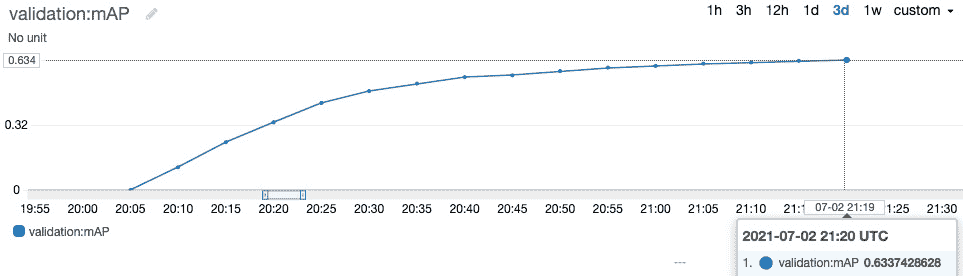 validation:mAP
1h 3h 12h 1d 3d 1w custom
No unit
0.634
0.32
0
19:55 20:00 20:05 20:10 20:15 20:20 20:25 20:30 20:35 20:40 20:45 20:50 20:55 21:00 21:05 21:10 07-02 21:19 21:30
validation:mAP
2021-07-02 21:20 UTC
1. validation:mAP 0.6337428628